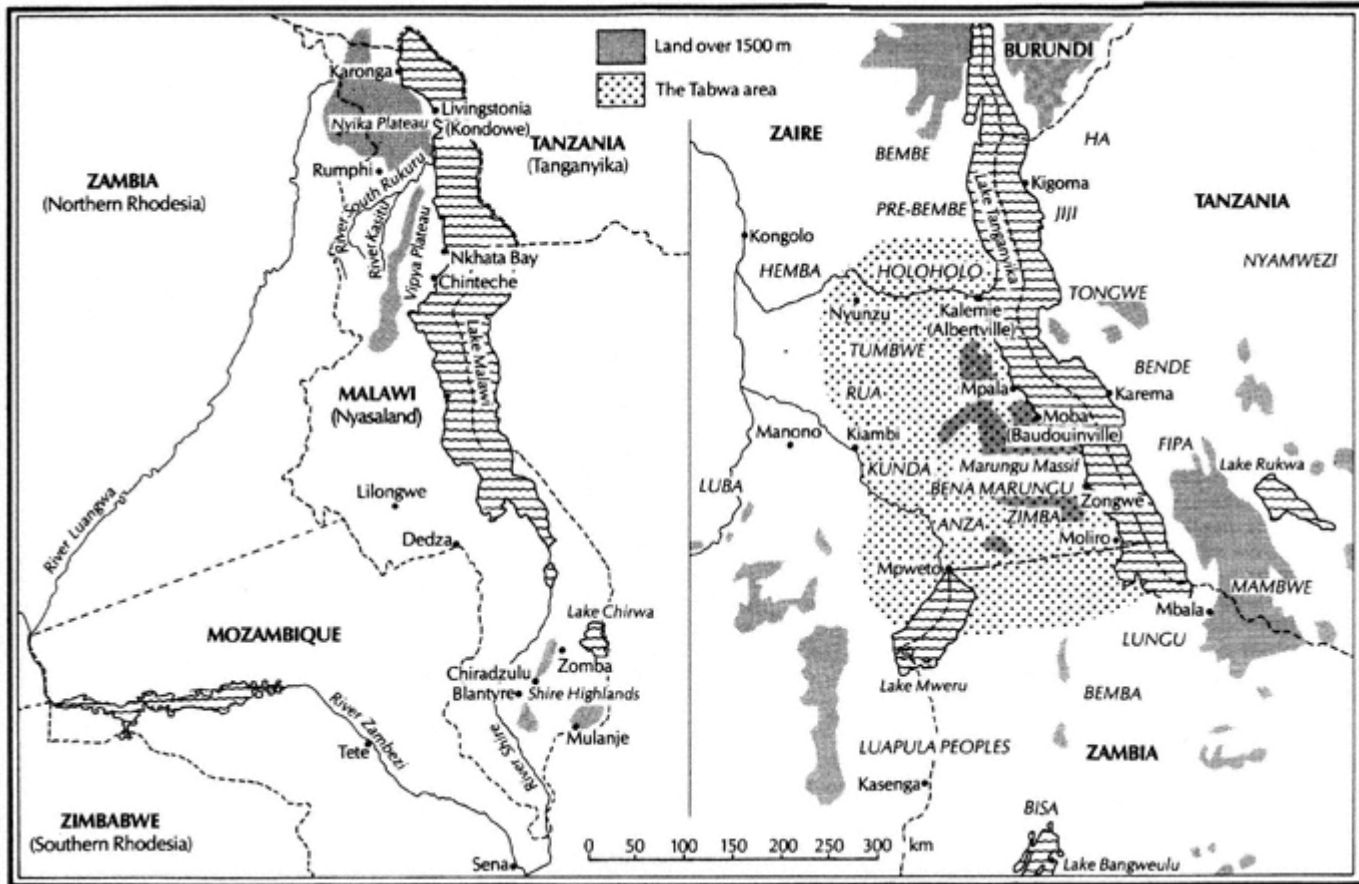 Land over 1500 m
The Tabwa area
Karonga
Livingstonia
(Kondowe)
Nyika Plateau
TANZANIA
(Tanganyika)
Rumphi
ZAMBIA
(Northern Rhodesia)
River South Rukuru
River Kasitu
Vipya Plateau
Nkhata Bay
Chinteche
Lake Malawi
MALAWI
(Nyasaland)
River Luangwa
Lilongwe
Dedza
MOZAMBIQUE
Lake Chirwa
Zomba
Chiradzulu
Blantyre
Shire Highlands
Mulanje
River Shire
River Zambezi
Tete
ZIMBABWE
(Southern Rhodesia)
Sena
0 50 100 150 200 250 300 km
BURUNDI
ZAIRE
HA
BEMBE
Kigoma
Lake Tanganyika
PRE-BEMBE
JIJI
TANZANIA
Kongolo
NYAMWEZI
HEMBA
HOLOHOLO
TONGWE
Nyunzu
Kalemie
(Albertville)
TUMBWE
BENDE
RUA
Mpala
Karema
Moba
(Baudouinville)
Manono
Kiambi
FIPA
KUNDA
Marungu Massif
Lake Rukwa
LUBA
BENA MARUNGU
Zongwe
ANZA
ZIMBA
Moliro
Mpweto
MAMBWE
Mbala
LUNGU
Lake Mweru
BEMBA
LUAPULA PEOPLES
ZAMBIA
Kasenga
BISA
Lake Bangweulu